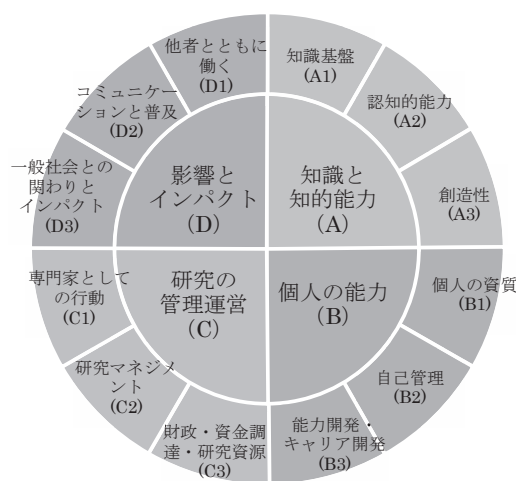 知識基盤
(A1)
認知的能力
(A2)
創造性
(A3)
知識と
知的能力
(A)
個人の資質
(B1)
自己管理
(B2)
能力開発・
キャリア開発
(B3)
個人の能力
(B)
専門家として
の行動
(C1)
研究マネジメ
ント
(C2)
財政・資金調
達・研究資源
(C3)
研究の
管理運営
(C)
他者とともに
働く
(D1)
コミュニケー
ションと普及
(D2)
一般社会との
関わりと
インパクト
(D3)
影響と
インパクト
(D)